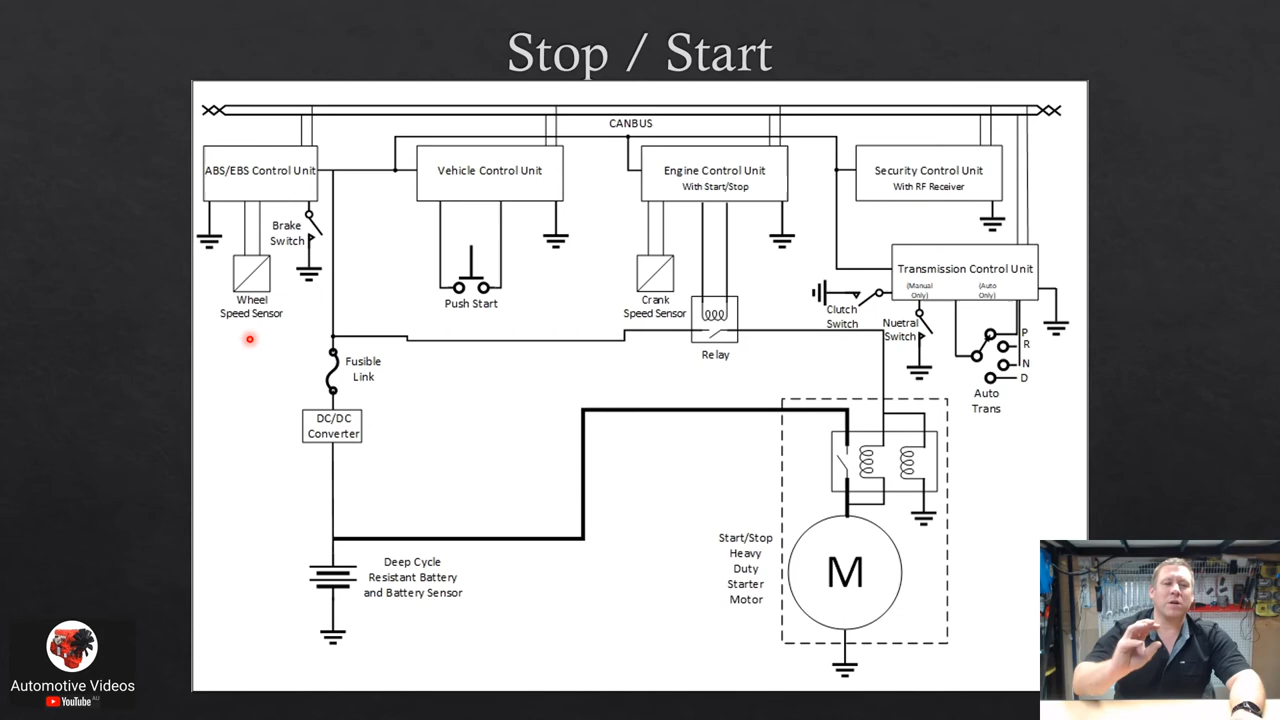 Stop / Start
CANBUS
ABS/EBS Control Unit
Vehicle Control Unit
Engine Control Unit
With Start/Stop
Security Control Unit
With RF Receiver
Brake
Switch
Transmission Control Unit
(Manual
Only)
(Auto
Only)
Wheel
Speed Sensor
Push Start
Crank
Speed Sensor
Clutch
Switch
Nuetral
Switch
Relay
P
R
N
D
Auto
Trans
Fusible
Link
DC/DC
Converter
Deep Cycle
Resistant Battery
and Battery Sensor
Start/Stop
Heavy
Duty
Starter
Motor
M
Automotive Videos
YouTube AU